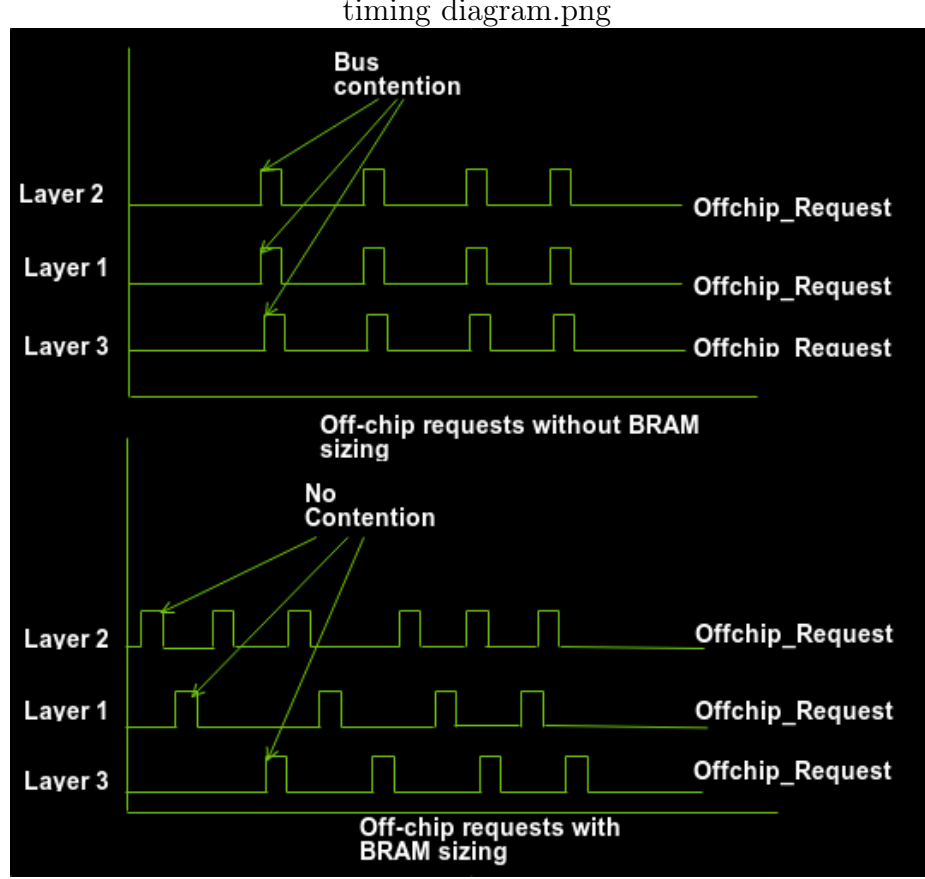 timing diagram.png
Bus
contention
Layer 2
Offchip_Request
Layer 1
Offchip_Request
Layer 3
Offchip_Request
Off-chip requests without BRAM
sizing
No
Contention
Layer 2
Offchip_Request
Layer 1
Offchip_Request
Layer 3
Offchip_Request
Off-chip requests with
BRAM sizing